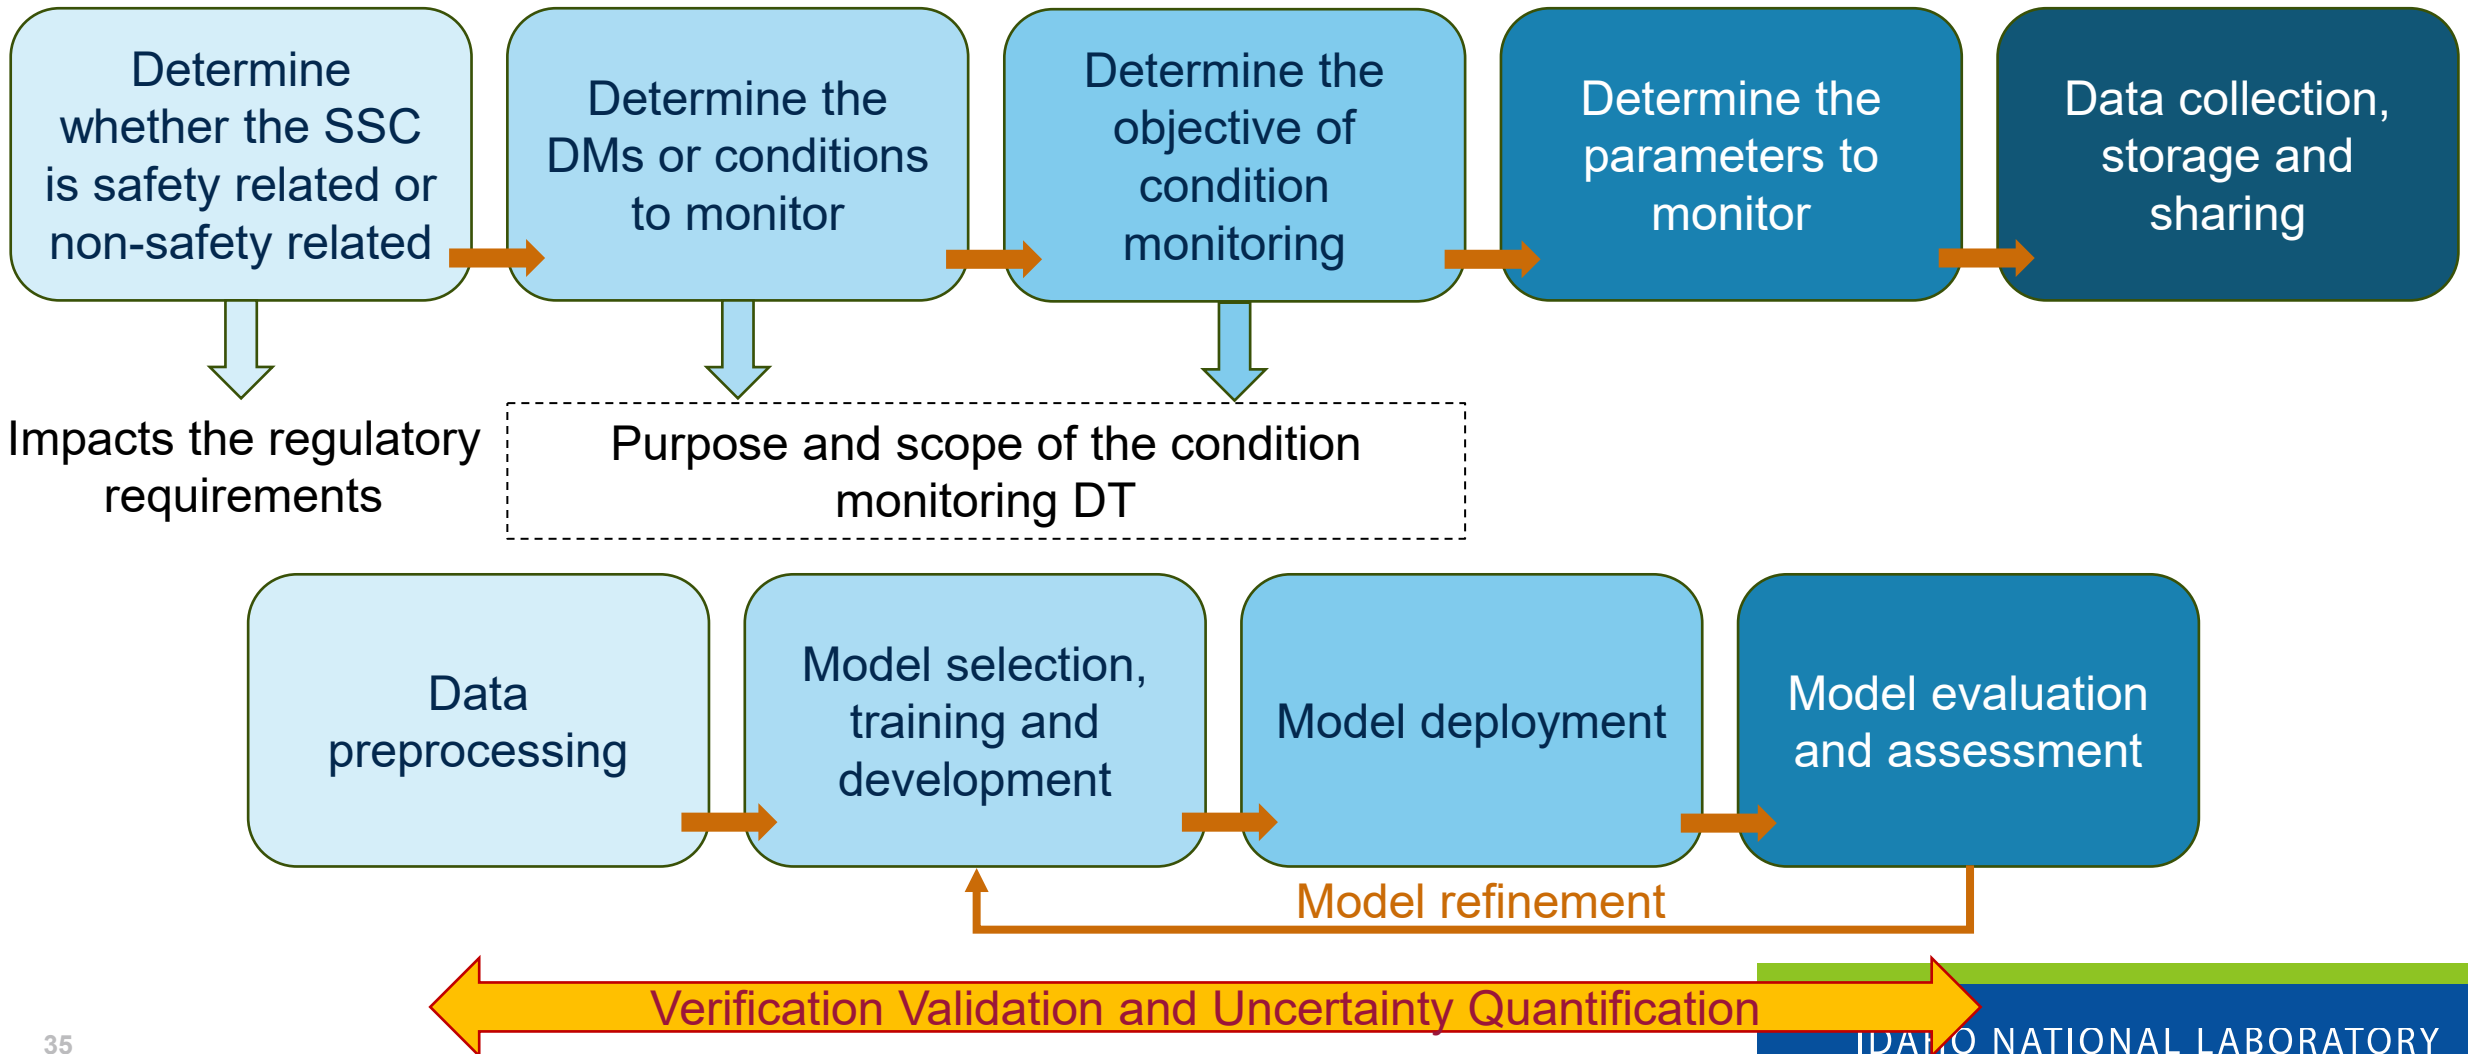 Determine
whether the SSC
is safety related or
non-safety related
Determine the
DMs or conditions
to monitor
Determine the
objective of
condition
monitoring
Determine the
parameters to
monitor
Data collection,
storage and
sharing
Impacts the regulatory
requirements
Purpose and scope of the condition
monitoring DT
Data
preprocessing
Model selection,
training and
development
Model deployment
Model evaluation
and assessment
Model refinement
Verification Validation and Uncertainty Quantification
35
IDAHO NATIONAL LABORATORY